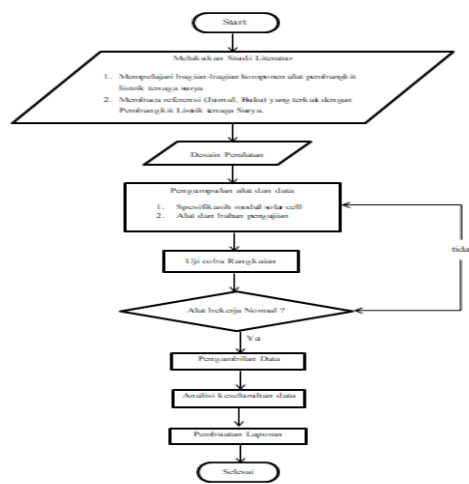 Start
Melakukan Studi Literatur
1. Mempelajari bagian-bagian komponen alat pembangkit
listrik tenaga surya
2. Membaca referensi (Jurnal, Buku) yang terkait dengan
Pembangkit Listrik tenaga Surya.
Desain Peralatan
Pengumpulan alat dan data
1. Spesifikasih modul solar cell
2. Alat dan bahan pengujian
Uji coba Rangkaian
tida
Alat bekerja Normal ?
Ya
Pengambilan Data
Analisi keseluruhan data
Pembuatan Laporan
Selesai